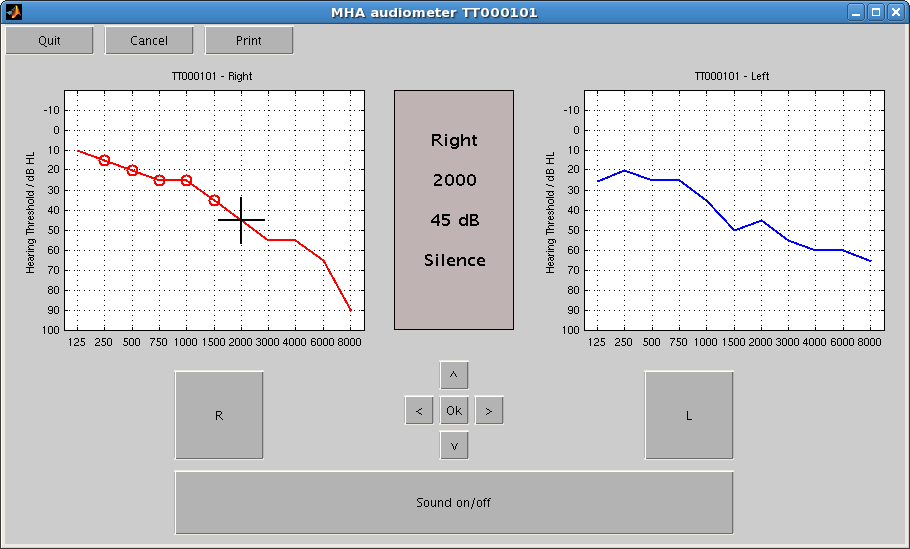 MHA audiometer TT000101
Quit Cancel Print
TT000101 - Right
Hearing Threshold / dB HL
-10
0
10
20
30
40
50
60
70
80
90
100
125 250 500 750 1000 1500 2000 3000 4000 6000 8000
Right
2000
45 dB
Silence
TT000101 - Left
Hearing Threshold / dB HL
-10
0
10
20
30
40
50
60
70
80
90
100
125 250 500 750 1000 1500 2000 3000 4000 6000 8000
R
^
< Ok >
v
L
Sound on/off